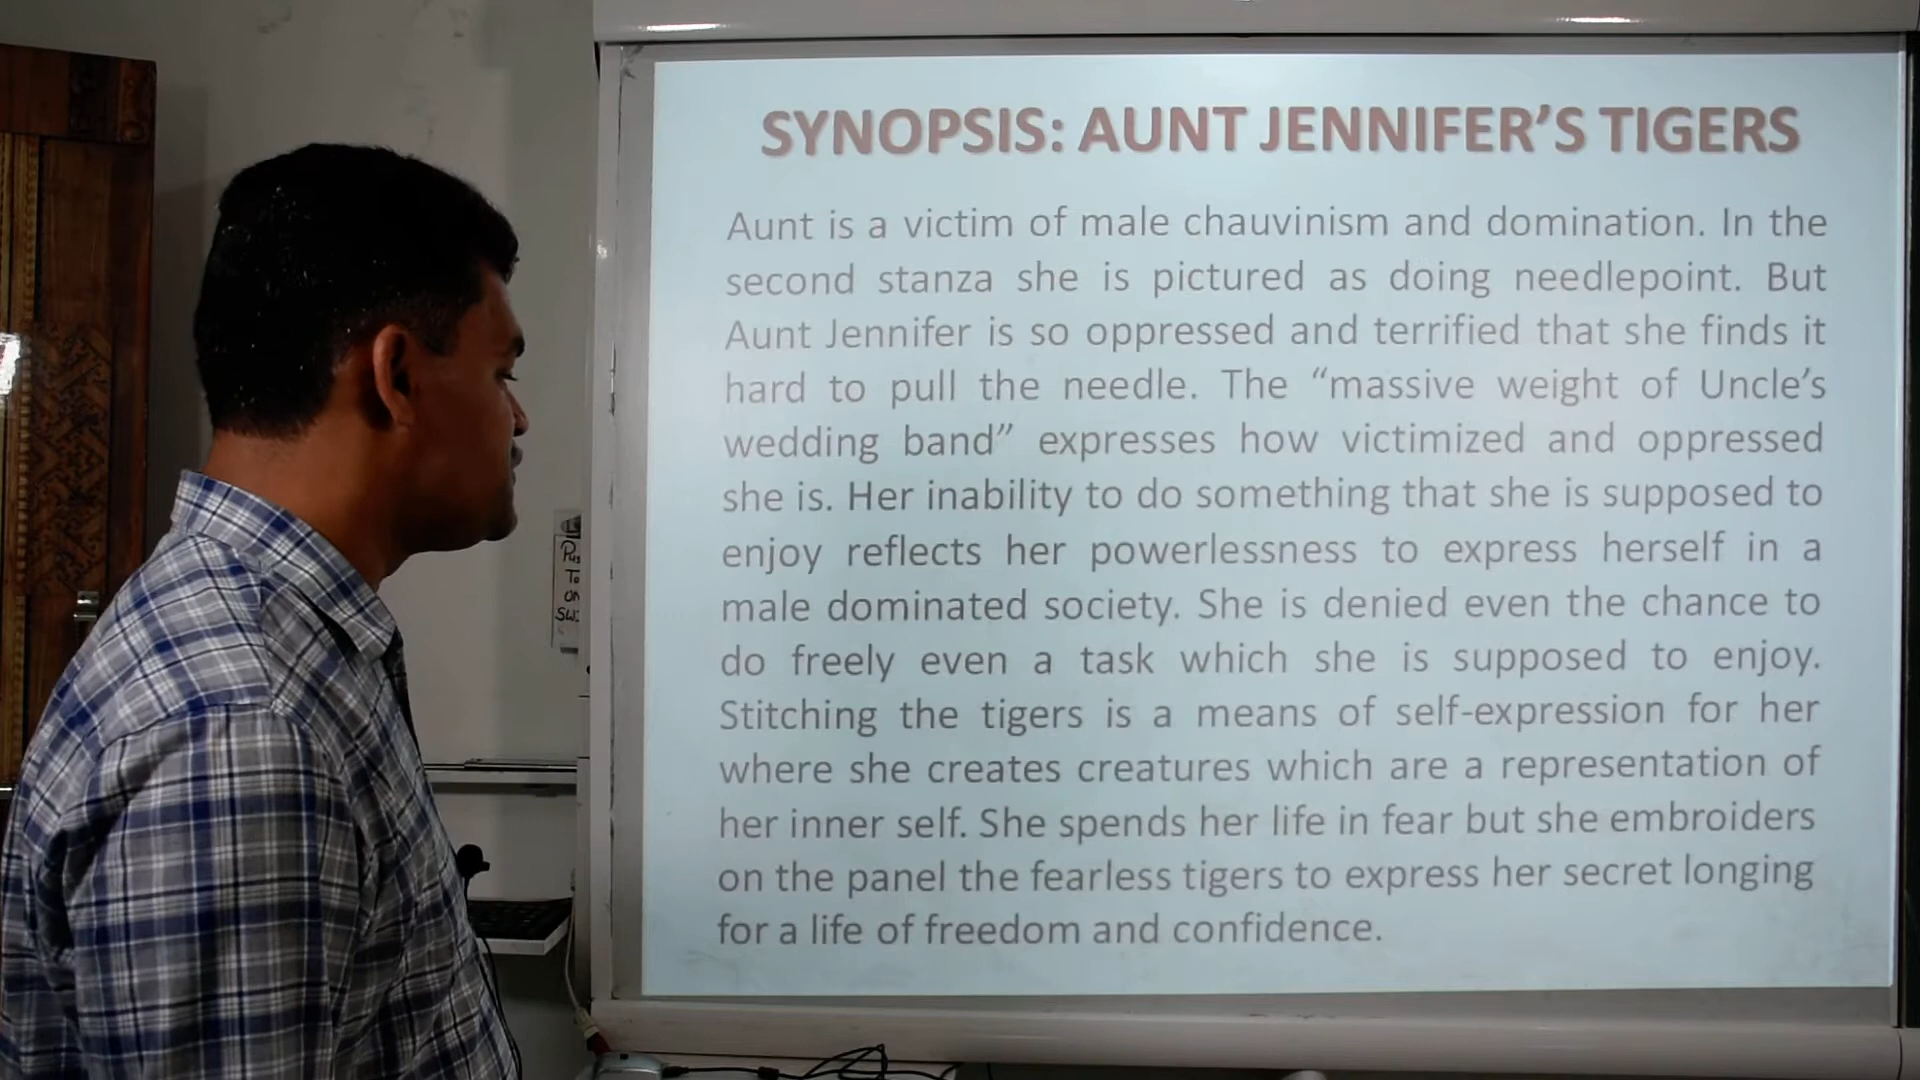 SYNOPSIS: AUNT JENNIFER'S TIGERS
Aunt is a victim of male chauvinism and domination. In the
second stanza she is pictured as doing needlepoint. But
Aunt Jennifer is so oppressed and terrified that she finds it
hard to pull the needle. The “massive weight of Uncle’s
wedding band” expresses how victimized and oppressed
she is. Her inability to do something that she is supposed to
enjoy reflects her powerlessness to express herself in a
male dominated society. She is denied even the chance to
do freely even a task which she is supposed to enjoy.
Stitching the tigers is a means of self-expression for her
where she creates creatures which are a representation of
her inner self. She spends her life in fear but she embroiders
on the panel the fearless tigers to express her secret longing
for a life of freedom and confidence.
To